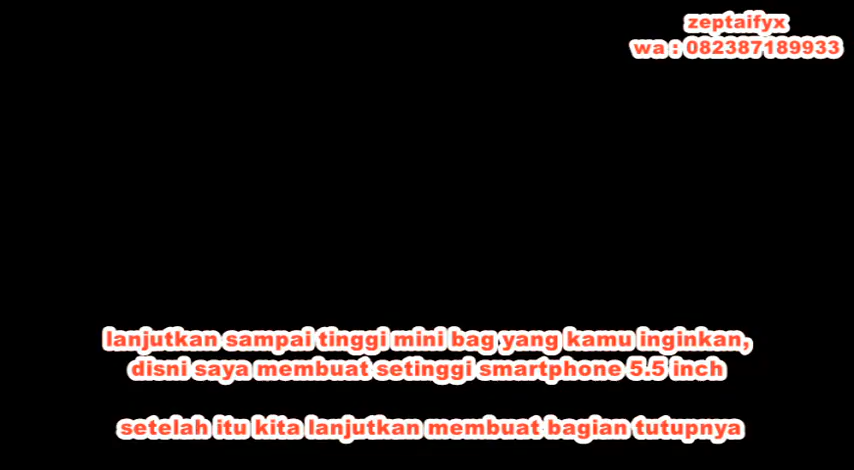 zeptaifyx
wa : 082387189933
lanjutkan sampai tinggi mini bag yang kamu inginkan,
disni saya membuat setinggi smartphone 5.5 inch
setelah itu kita lanjutkan membuat bagian tutupnya